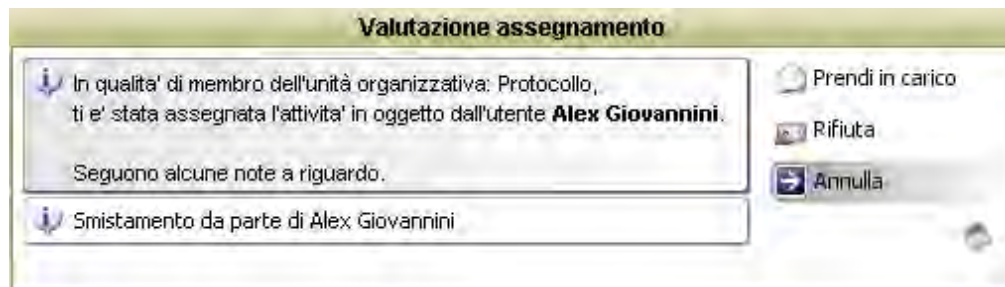 Valutazione assegnamento
In qualita' di membro dell'unità organizzativa: Protocollo,
ti e' stata assegnata l'attivita' in oggetto dall'utente Alex Giovannini.
Seguono alcune note a riguardo.
Smistamento da parte di Alex Giovannini
Prendi in carico
Rifiuta
Annulla